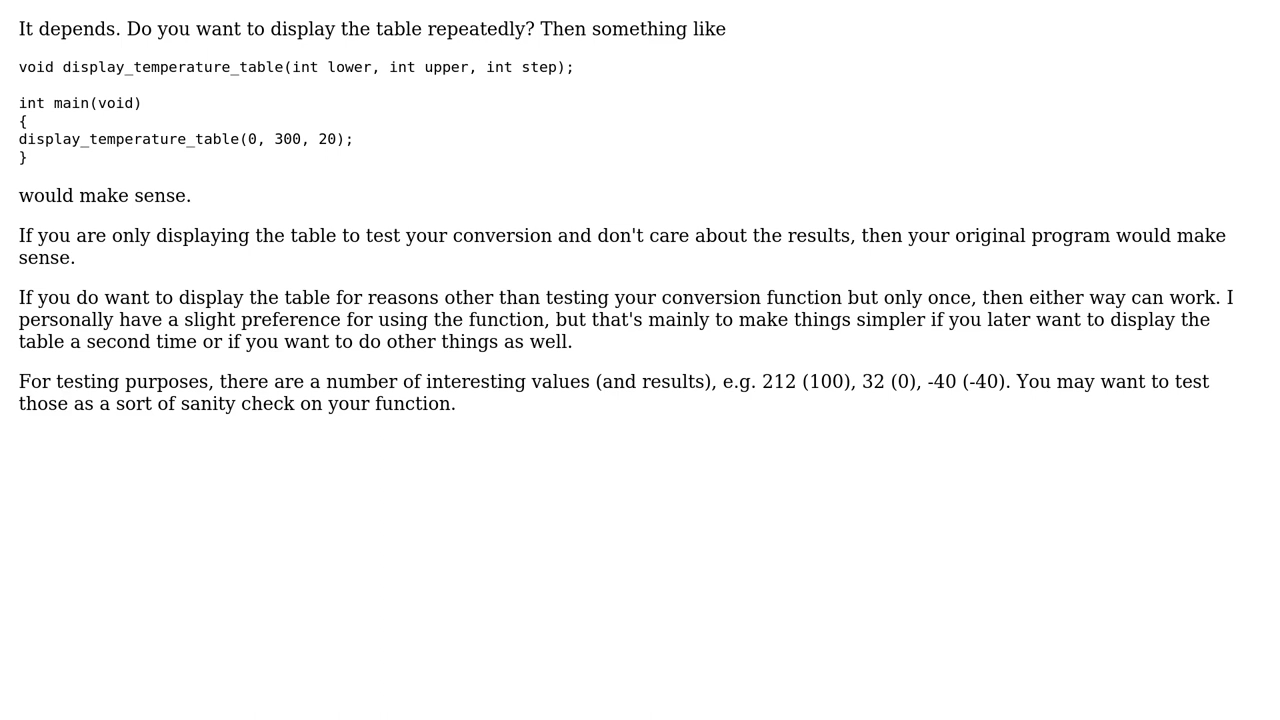 It depends. Do you want to display the table repeatedly? Then something like
void display_temperature_table(int lower, int upper, int step);
int main(void)
{
display_temperature_table(0, 300, 20);
}
would make sense.
If you are only displaying the table to test your conversion and don't care about the results, then your original program would make
sense.
If you do want to display the table for reasons other than testing your conversion function but only once, then either way can work. I
personally have a slight preference for using the function, but that's mainly to make things simpler if you later want to display the
table a second time or if you want to do other things as well.
For testing purposes, there are a number of interesting values (and results), e.g. 212 (100), 32 (0), -40 (-40). You may want to test
those as a sort of sanity check on your function.